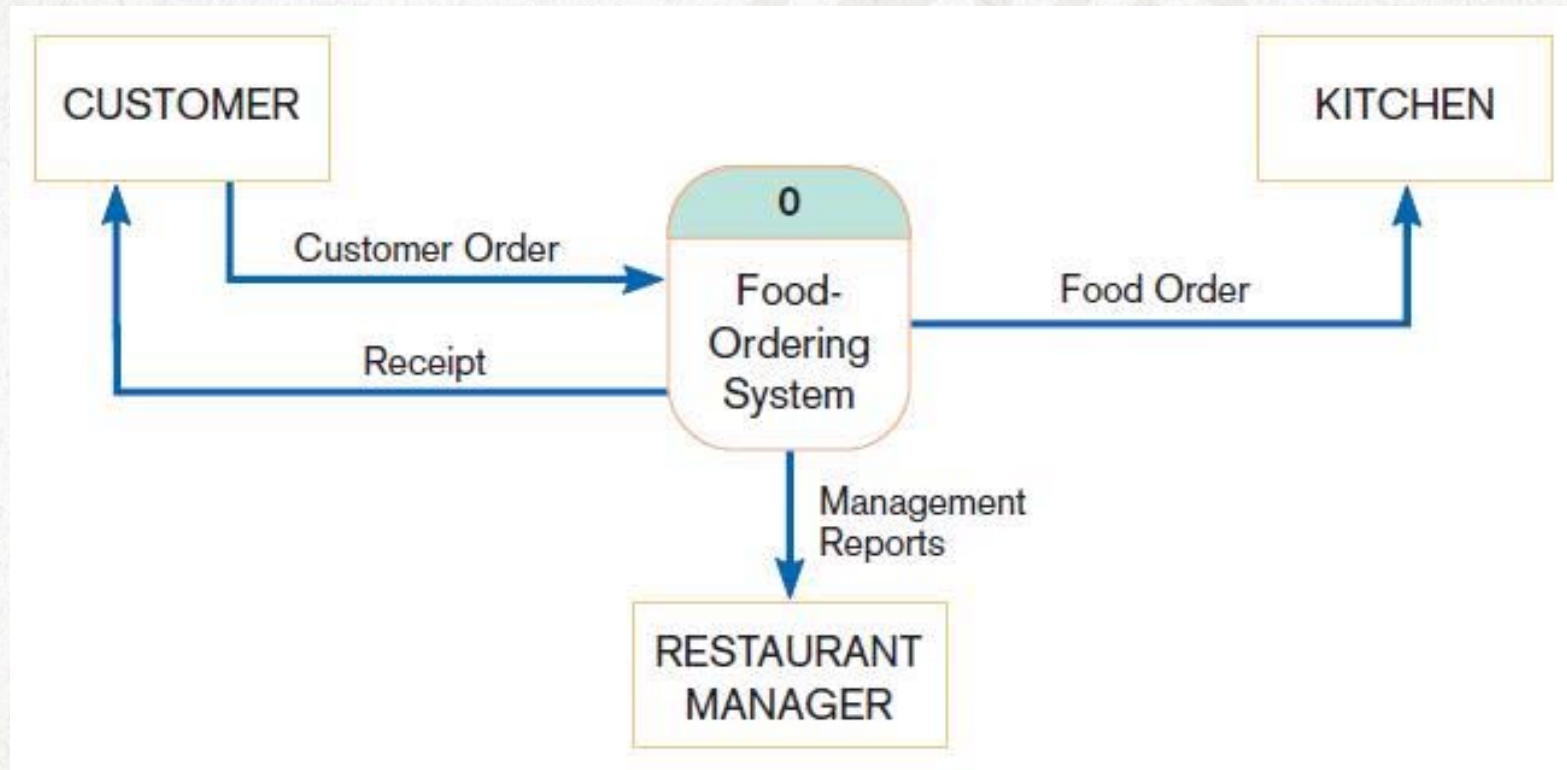 CUSTOMER
KITCHEN
0
Customer Order
Food-
Ordering
System
Food Order
Receipt
Management
Reports
RESTAURANT
MANAGER